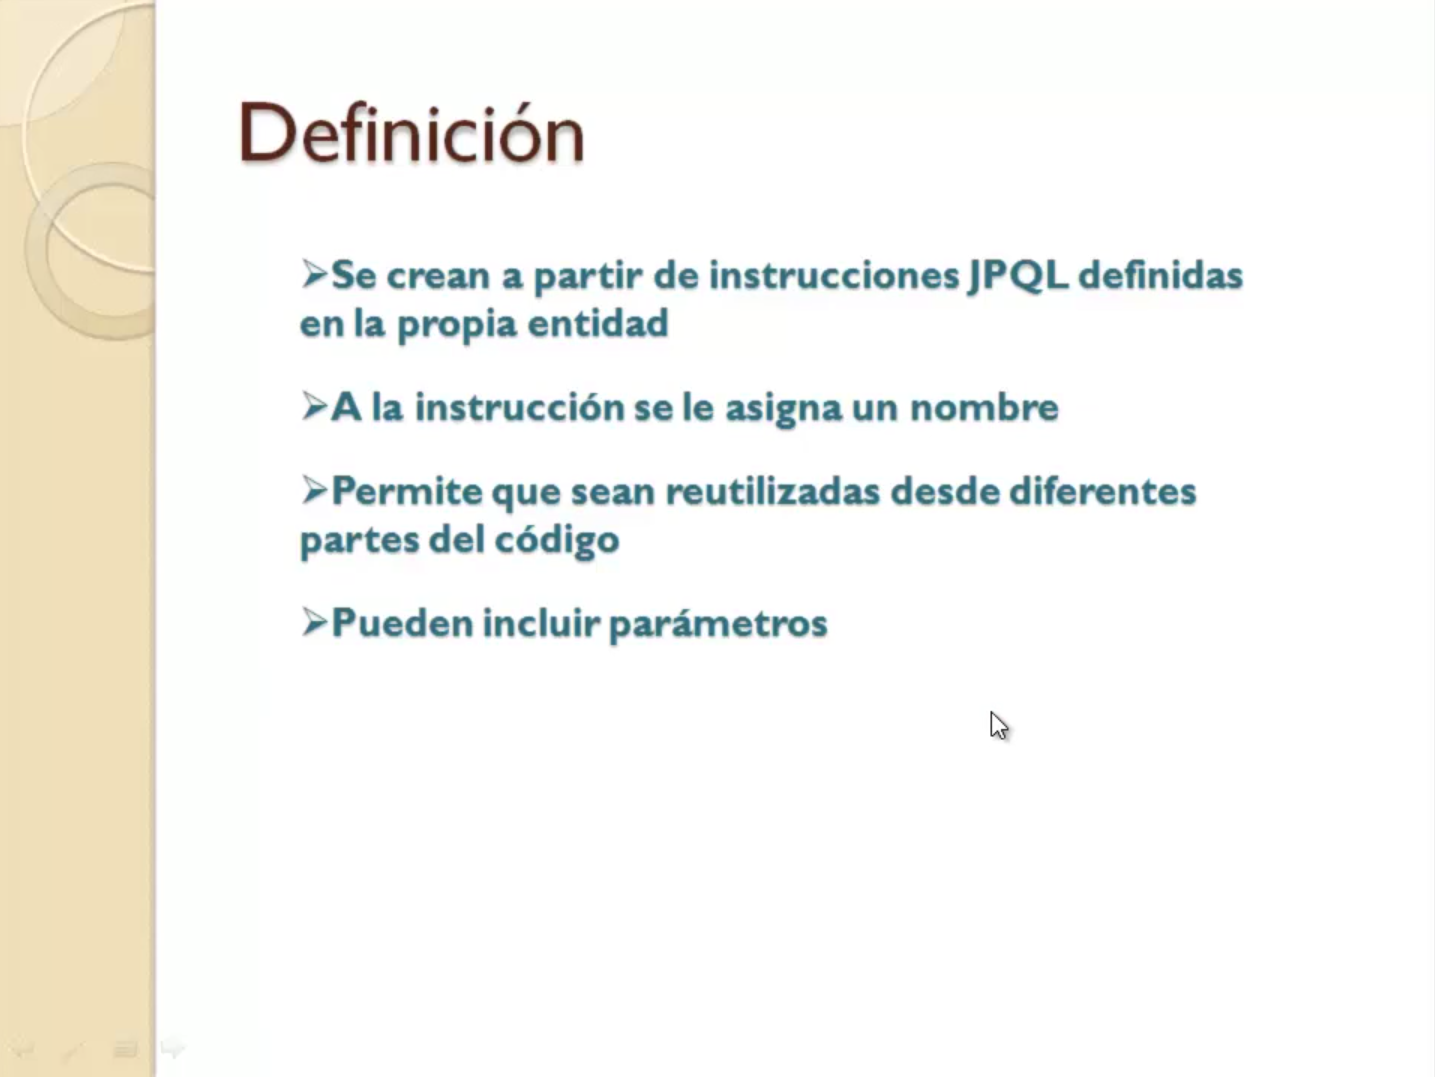 Definición
➢Se crean a partir de instrucciones JPQL definidas
en la propia entidad
➢A la instrucción se le asigna un nombre
➢Permite que sean reutilizadas desde diferentes
partes del código
➢Pueden incluir parámetros